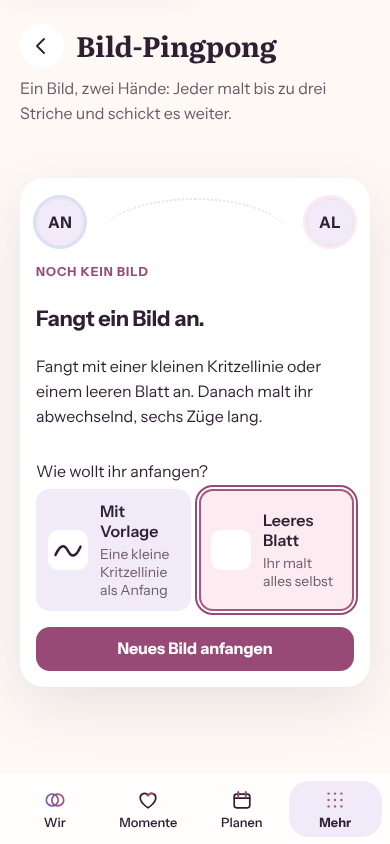 Bild-Pingpong
Ein Bild, zwei Hände: Jeder malt bis zu drei
Striche und schickt es weiter.
AN
AL
NOCH KEIN BILD
Fangt ein Bild an.
Fangt mit einer kleinen Kritzellinie oder
einem leeren Blatt an. Danach malt ihr
abwechselnd, sechs Züge lang.
Wie wollt ihr anfangen?
Mit
Vorlage
Eine kleine
Kritzellinie
als Anfang
Leeres
Blatt
Ihr malt
alles selbst
Neues Bild anfangen
Wir
Momente
Planen
Mehr